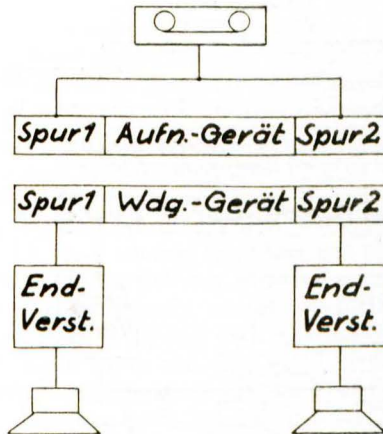 Spur1 Aufn.-Gerät Spur2
Spur1 Wdg.-Gerät Spur2
End-
Verst.
End-
Verst.